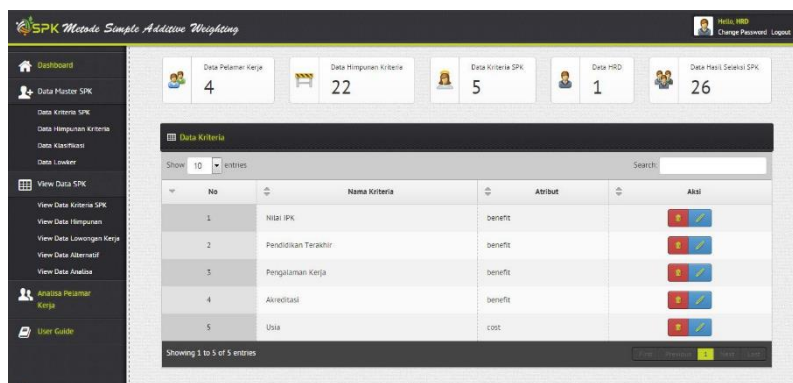 SPK Metode Simple Additive Weighting
Hello, HRD
Change Password Logout
Dashboard
Data Master SPK
Data Kriteria SPK
Data Himpunan Kriteria
Data Klasifikasi
Data Lowker
View Data SPK
View Data Kriteria SPK
View Data Himpunan
View Data Lowongan Kerja
View Data Alternatif
View Data Analisa
Analisa Pelamar
Kerja
User Guide
Data Pelamar Kerja
4
Data Himpunan Kriteria
22
Data Kriteria SPK
5
Data HRD
1
Data Hasil Seleksi SPK
26
Data Kriteria
Show 10 entries
Search:
No Nama Kriteria Atribut Aksi
1 Nilai IPK benefit
2 Pendidikan Terakhir benefit
3 Pengalaman Kerja benefit
4 Akreditasi benefit
5 Usia cost
Showing 1 to 5 of 5 entries
First Previous 1 Next Last